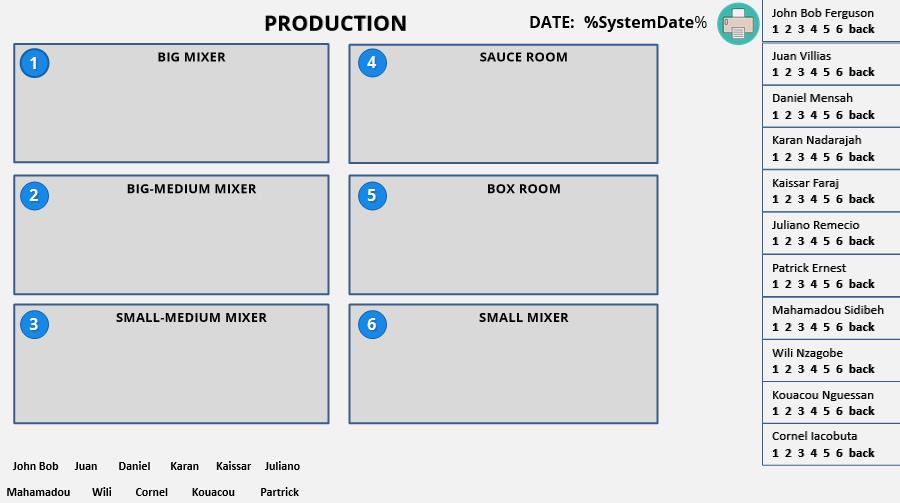 PRODUCTION
DATE: %SystemDate%
1 BIG MIXER
4 SAUCE ROOM
2 BIG-MEDIUM MIXER
5 BOX ROOM
3 SMALL-MEDIUM MIXER
6 SMALL MIXER
John Bob Juan Daniel Karan Kaissar Juliano
Mahamadou Wili Cornel Kouacou Partrick
John Bob Ferguson
1 2 3 4 5 6 back
Juan Villias
1 2 3 4 5 6 back
Daniel Mensah
1 2 3 4 5 6 back
Karan Nadarajah
1 2 3 4 5 6 back
Kaissar Faraj
1 2 3 4 5 6 back
Juliano Remecio
1 2 3 4 5 6 back
Patrick Ernest
1 2 3 4 5 6 back
Mahamadou Sidibeh
1 2 3 4 5 6 back
Wili Nzagobe
1 2 3 4 5 6 back
Kouacou Nguessan
1 2 3 4 5 6 back
Cornel Iacobuta
1 2 3 4 5 6 back